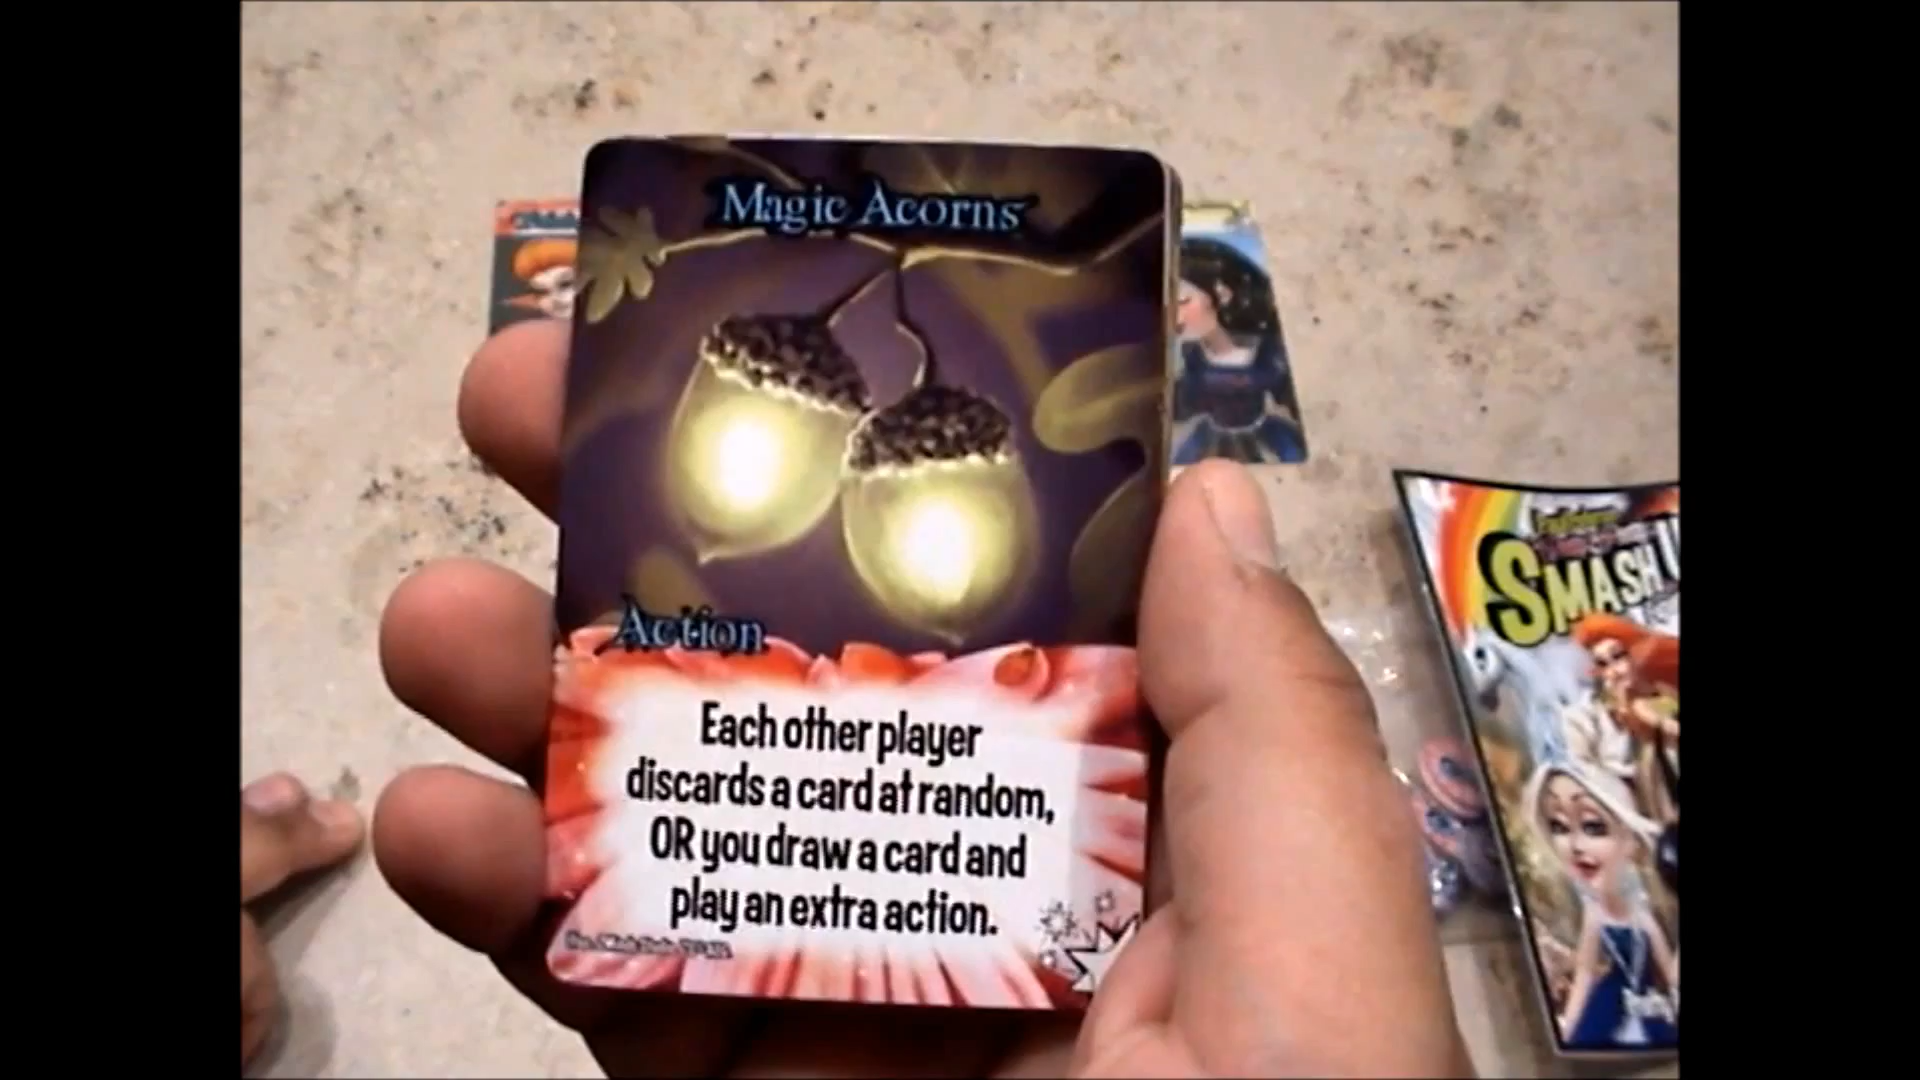 Magic Acorns
Action
Each other player
discards a card at random,
OR you draw a card and
play an extra action.
SMASH U